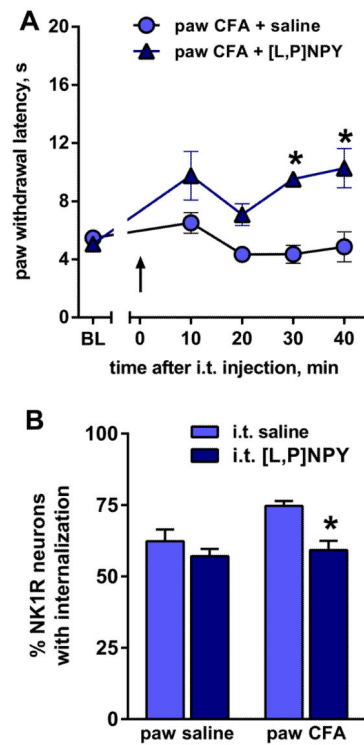 A
paw CFA + saline
paw CFA + [L,P]NPY
paw withdrawal latency, s
20
16
12
8
4
0
* *
BL 0 10 20 30 40
time after i.t. injection, min
B
i.t. saline
i.t. [L,P]NPY
% NK1R neurons
with internalization
100
75
50
25
0
*
paw saline paw CFA